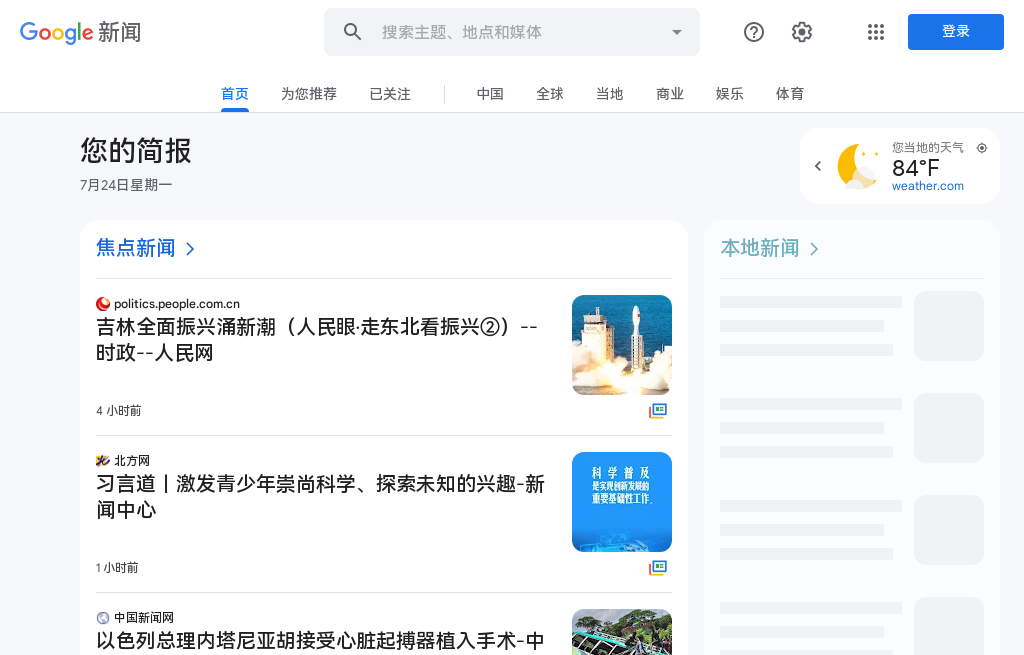 Google 新闻
搜索主题、地点和媒体
登录
首页
为您推荐
已关注
中国
全球
当地
商业
娱乐
体育
您的简报
7月24日星期一
您当地的天气
84°F
weather.com
焦点新闻
politics.people.com.cn
吉林全面振兴涌新潮（人民眼·走东北看振兴②）--
时政--人民网
4 小时前
北方网
习言道丨激发青少年崇尚科学、探索未知的兴趣-新
闻中心
科学普及
是实现创新发展的
重要基础性工作。
1 小时前
中国新闻网
以色列总理内塔尼亚胡接受心脏起搏器植入手术-中
本地新闻